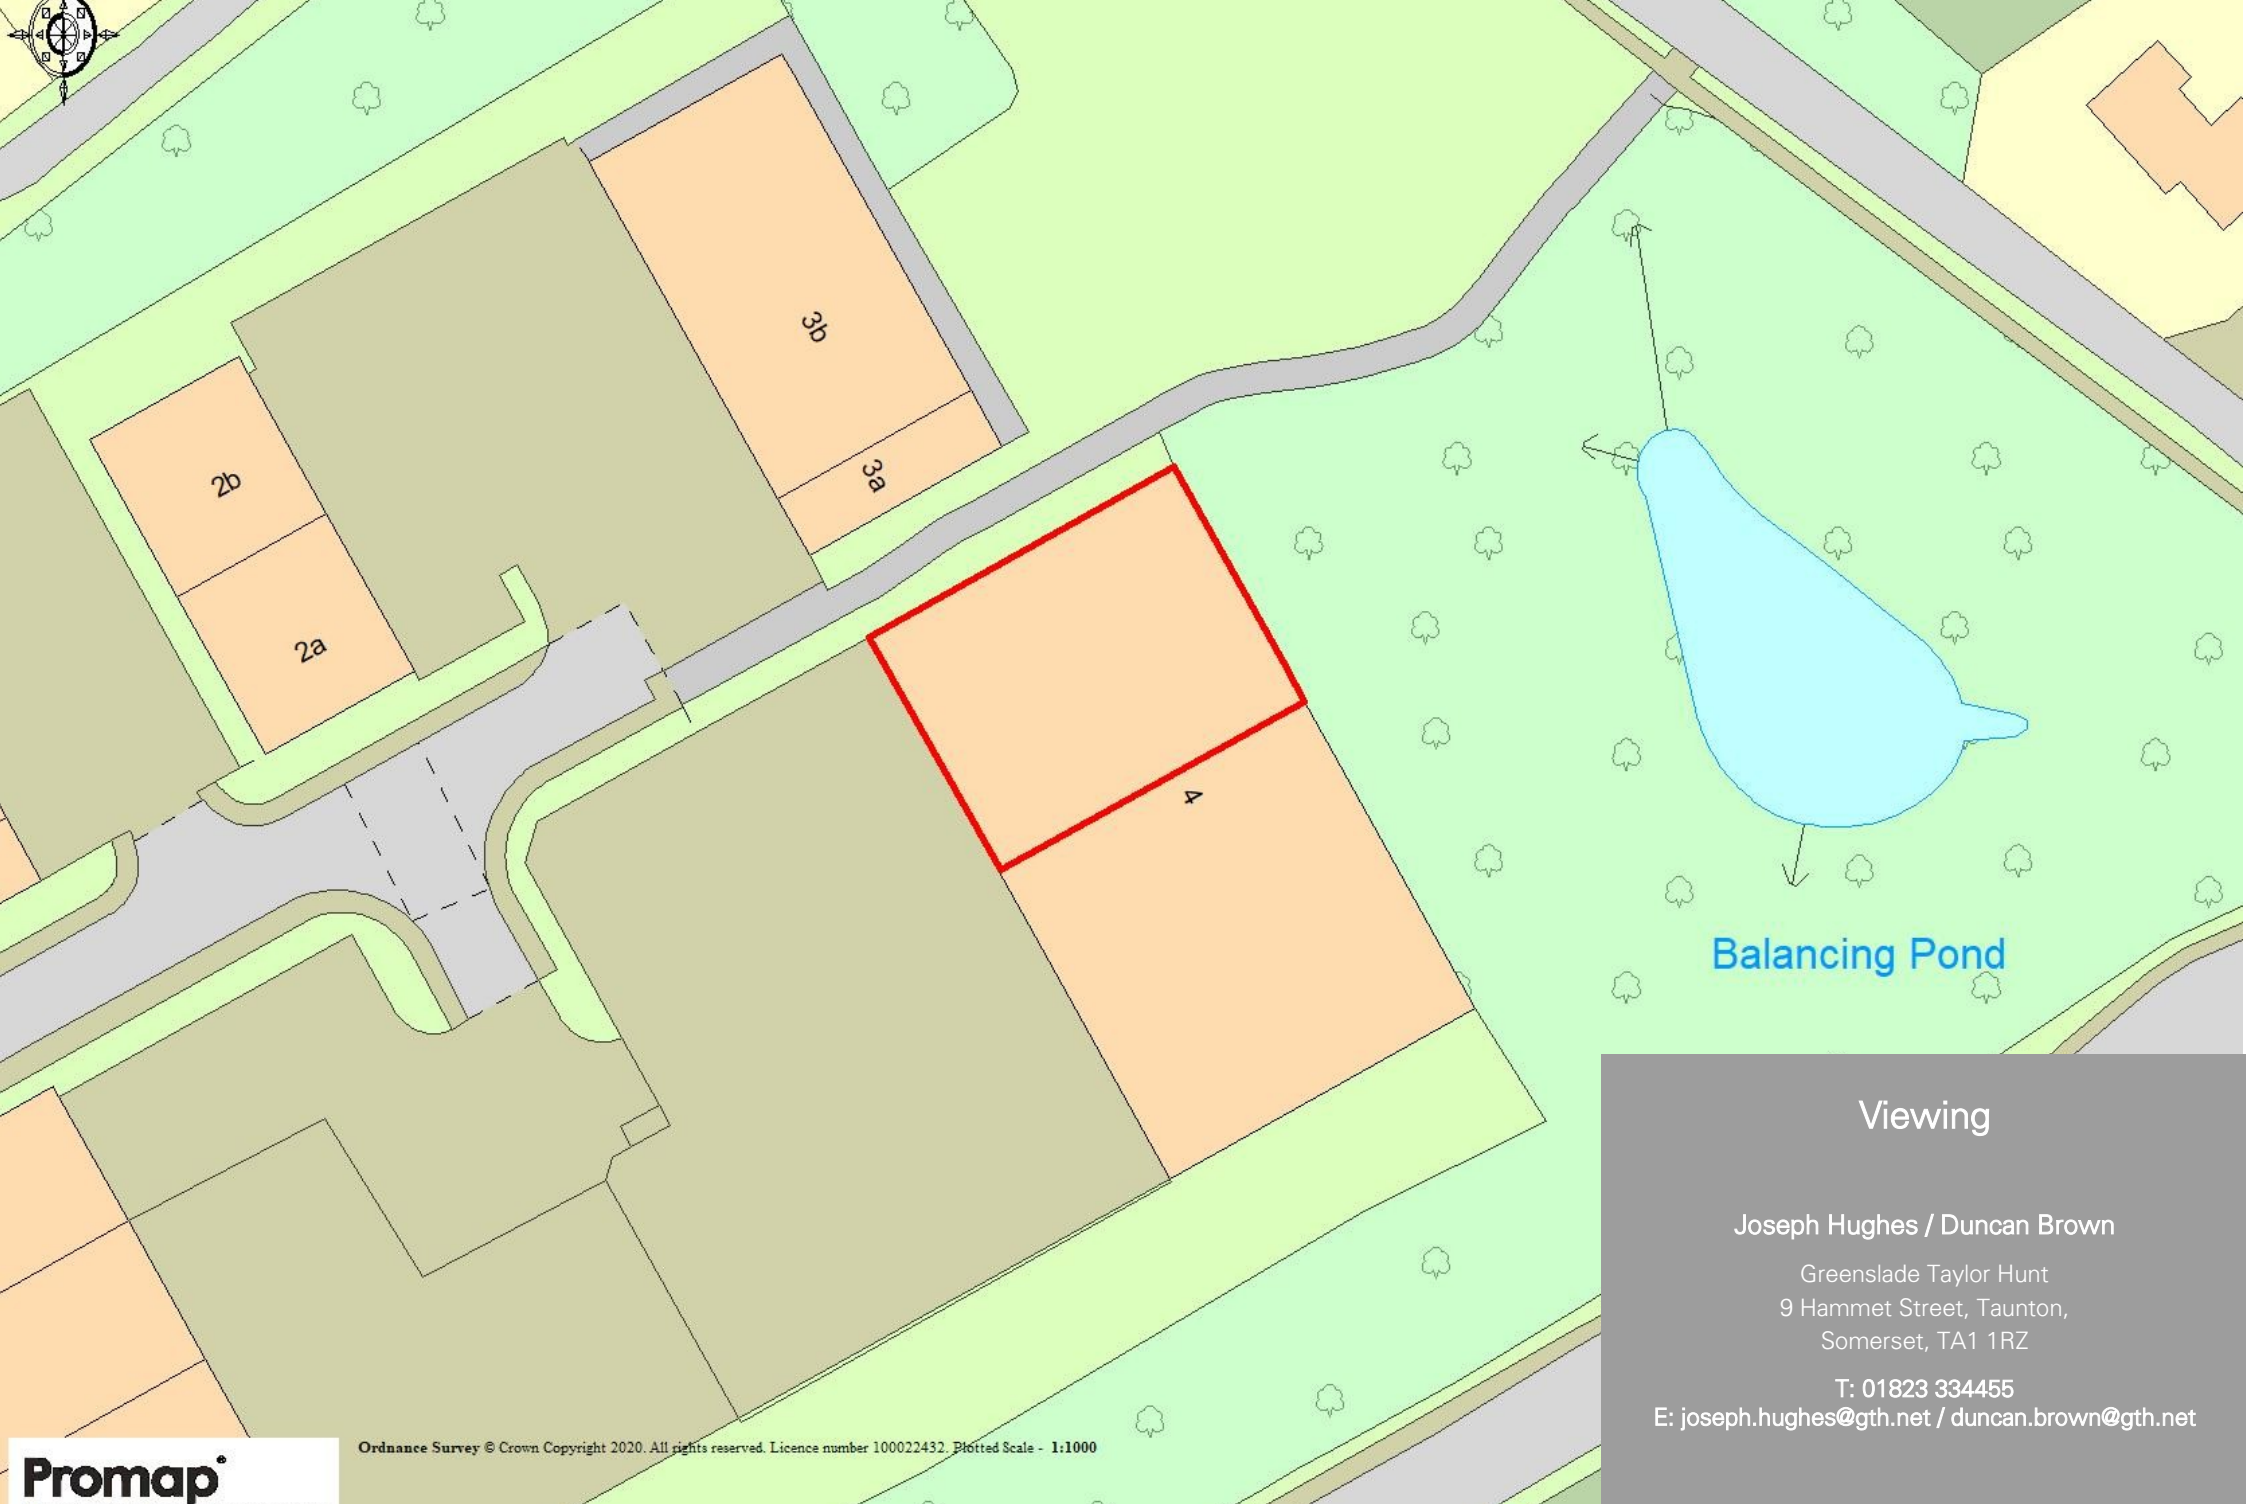 3b
3a
2b
2a
4
Balancing Pond
Viewing
Joseph Hughes / Duncan Brown
Greenslade Taylor Hunt
9 Hammet Street, Taunton,
Somerset, TA1 1RZ
T: 01823 334455
E: joseph.hughes@gth.net / duncan.brown@gth.net
Ordnance Survey © Crown Copyright 2020. All rights reserved. Licence number 100022432. Plotted Scale - 1:1000
Promap®